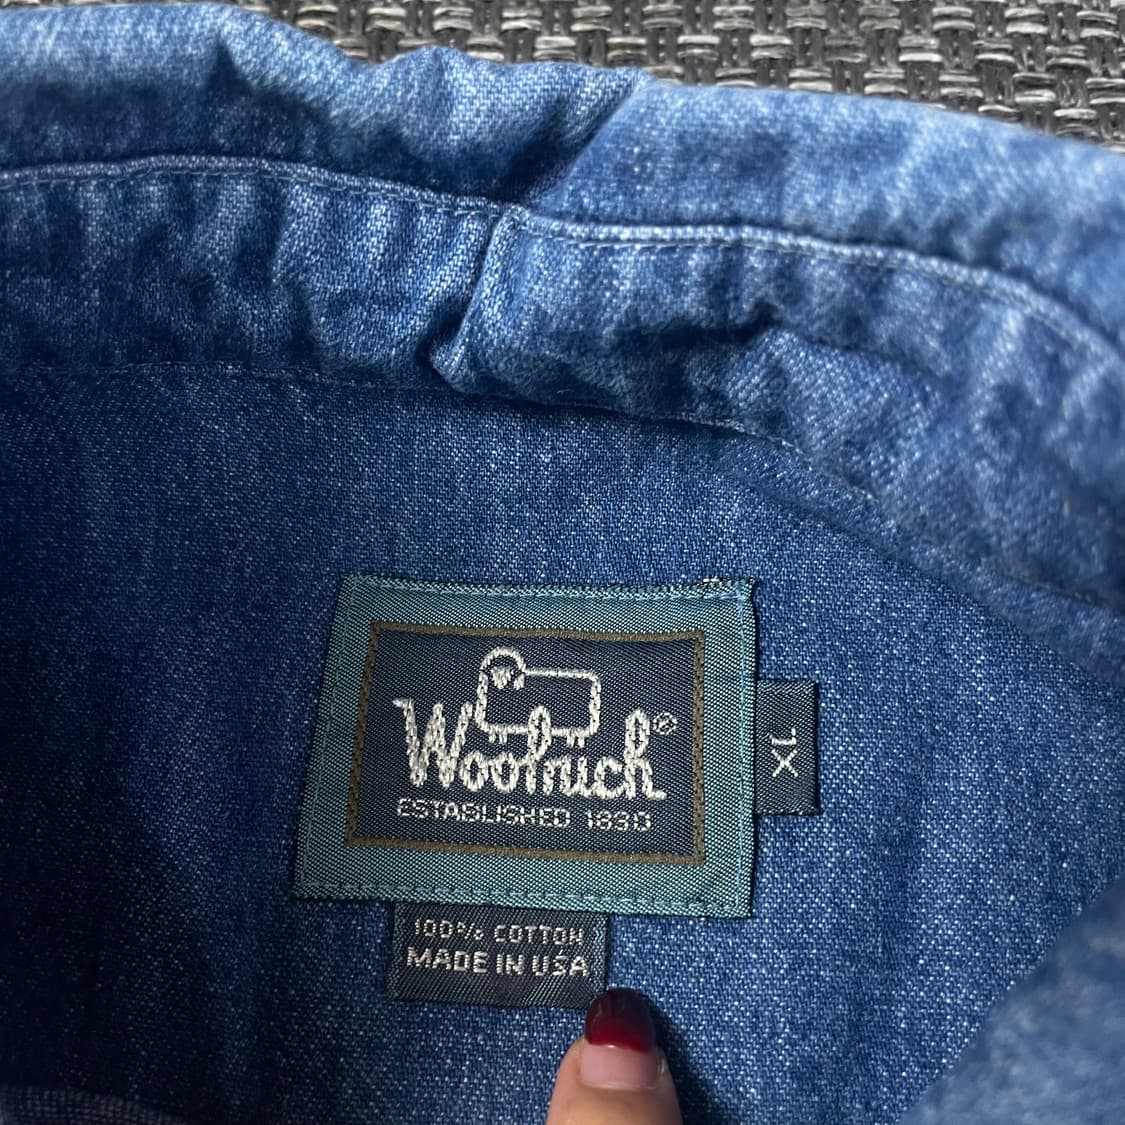 Woolrich®
ESTABLISHED 1830
XL
100% COTTON
MADE IN USA